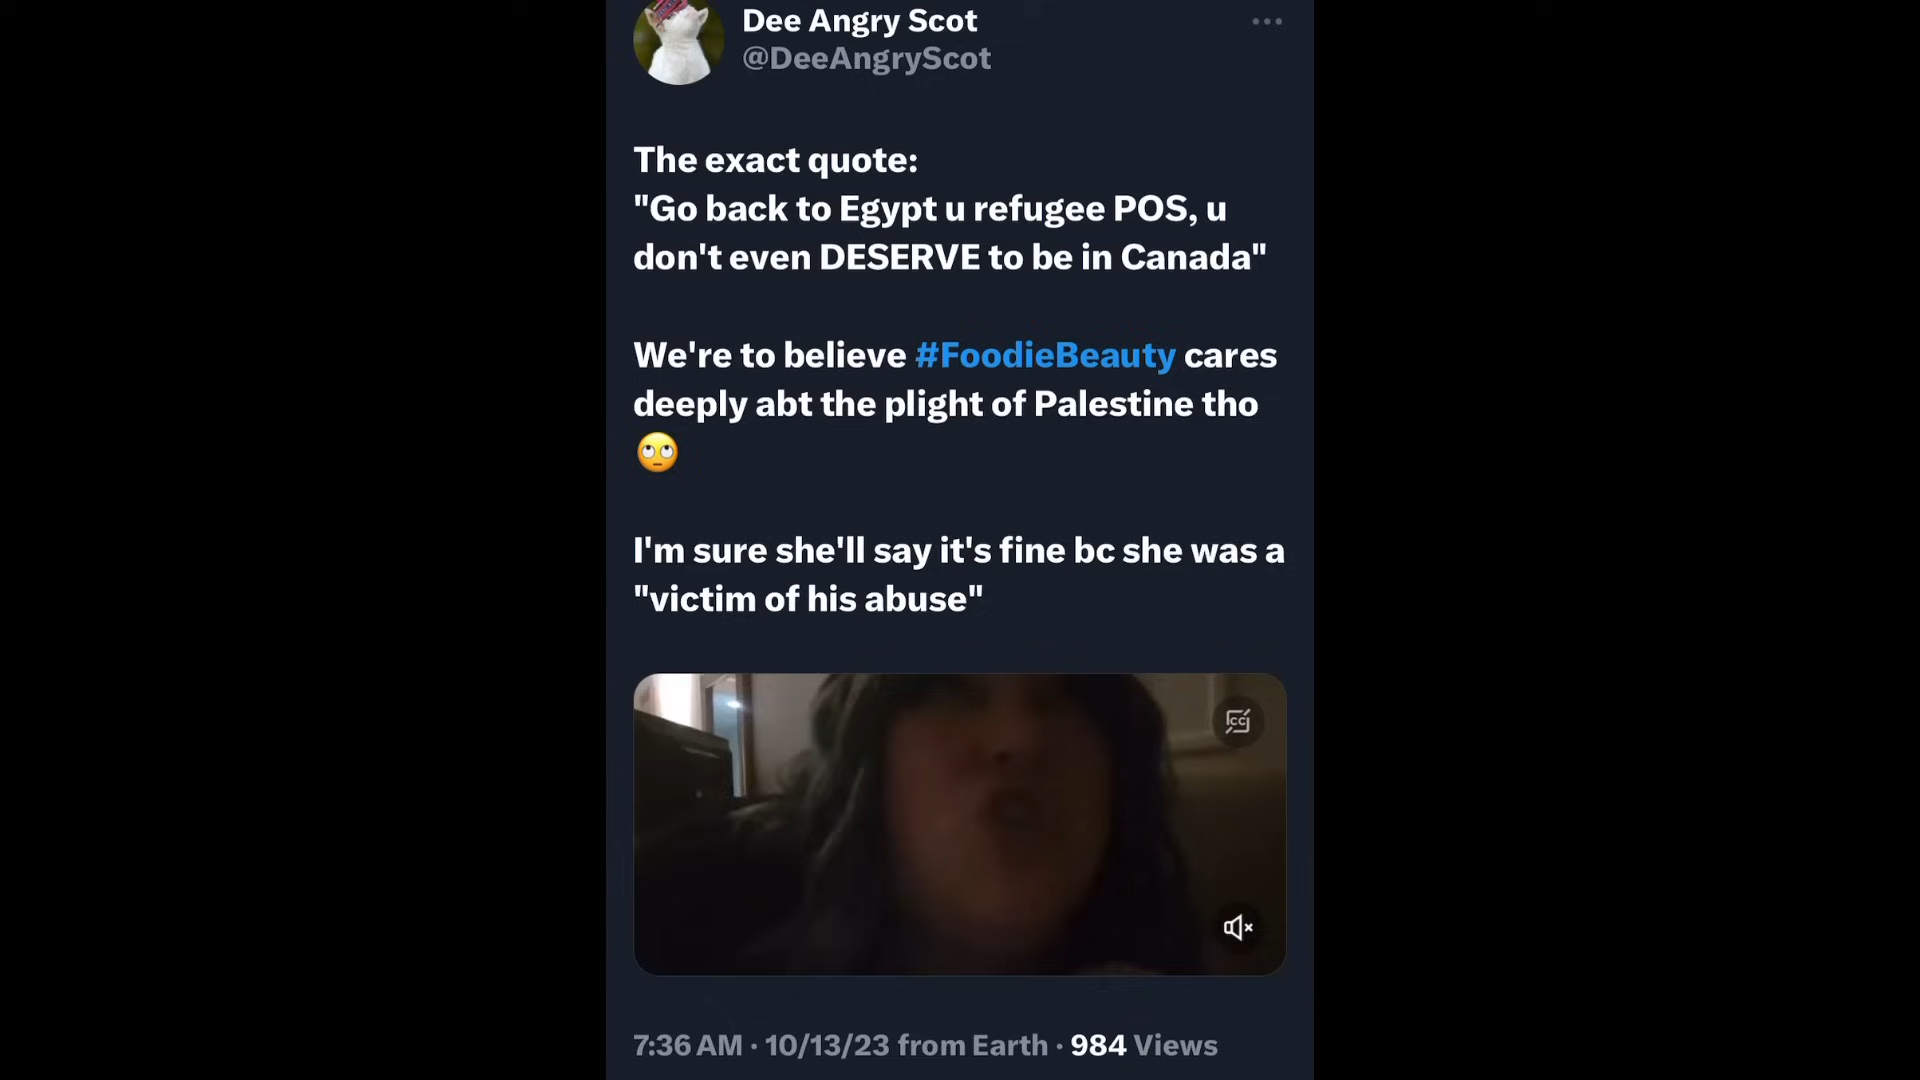 Dee Angry Scot
@DeeAngryScot
The exact quote:
"Go back to Egypt u refugee POS, u
don't even DESERVE to be in Canada"
We're to believe #FoodieBeauty cares
deeply abt the plight of Palestine tho
🙄
I'm sure she'll say it's fine bc she was a
"victim of his abuse"
CC
7:36 AM · 10/13/23 from Earth · 984 Views